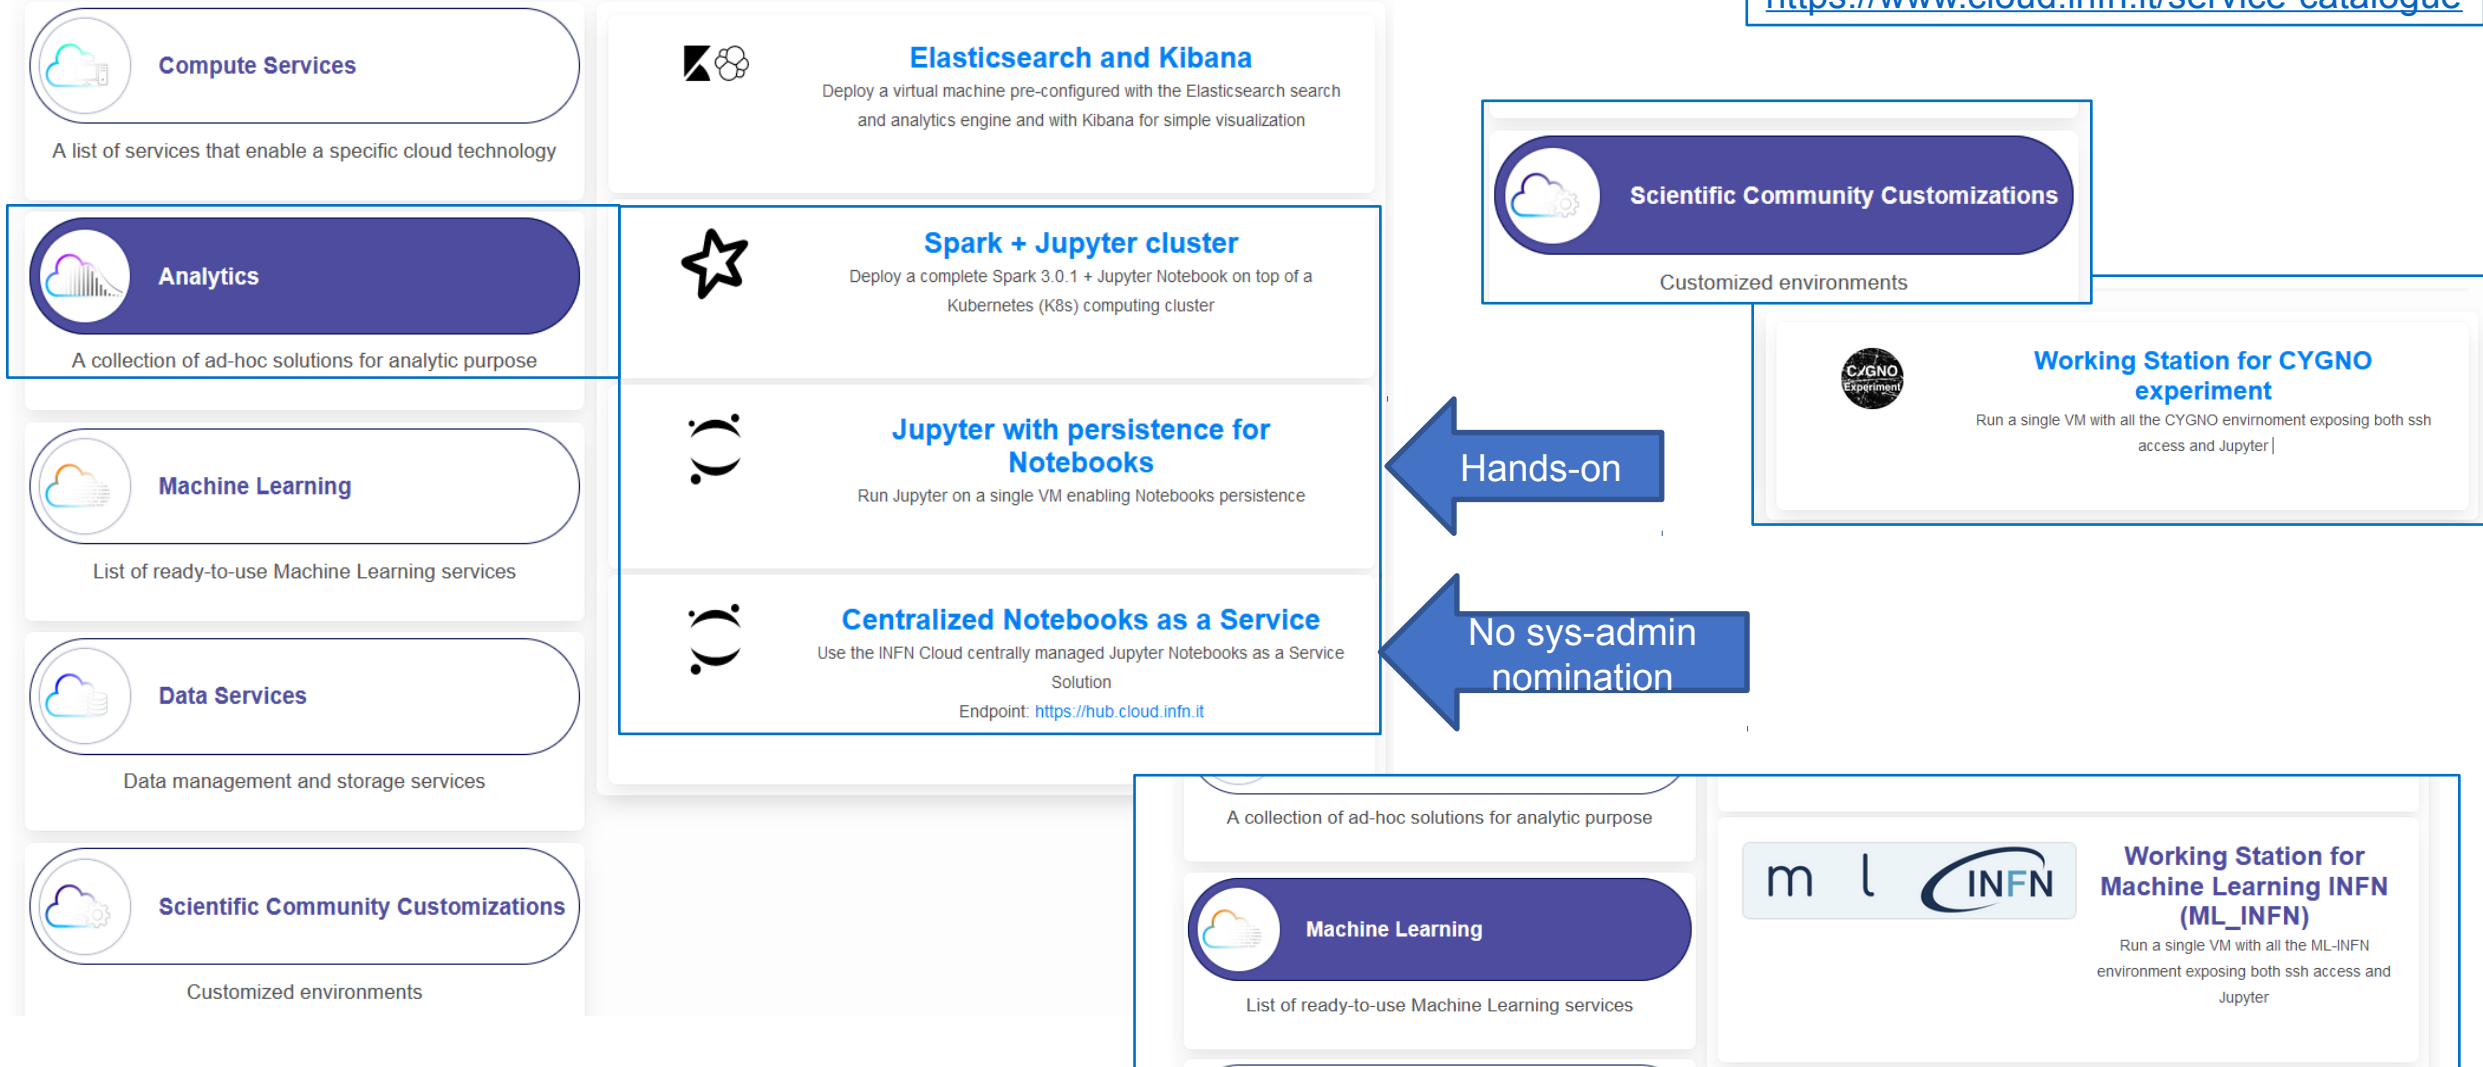 https://www.cloud.infn.it/service-catalogue
Compute Services
A list of services that enable a specific cloud technology
Analytics
A collection of ad-hoc solutions for analytic purpose
Machine Learning
List of ready-to-use Machine Learning services
Data Services
Data management and storage services
Scientific Community Customizations
Customized environments
Elasticsearch and Kibana
Deploy a virtual machine pre-configured with the Elasticsearch search
and analytics engine and with Kibana for simple visualization
Spark + Jupyter cluster
Deploy a complete Spark 3.0.1 + Jupyter Notebook on top of a
Kubernetes (K8s) computing cluster
Jupyter with persistence for
Notebooks
Run Jupyter on a single VM enabling Notebooks persistence
Centralized Notebooks as a Service
Use the INFN Cloud centrally managed Jupyter Notebooks as a Service
Solution
Endpoint: https://hub.cloud.infn.it
Hands-on
No sys-admin
nomination
Scientific Community Customizations
Customized environments
CYGNO
Experiment
Working Station for CYGNO
experiment
Run a single VM with all the CYGNO envirnoment exposing both ssh
access and Jupyter
A collection of ad-hoc solutions for analytic purpose
Machine Learning
List of ready-to-use Machine Learning services
m l INFN
Working Station for
Machine Learning INFN
(ML_INFN)
Run a single VM with all the ML-INFN
environment exposing both ssh access and
Jupyter